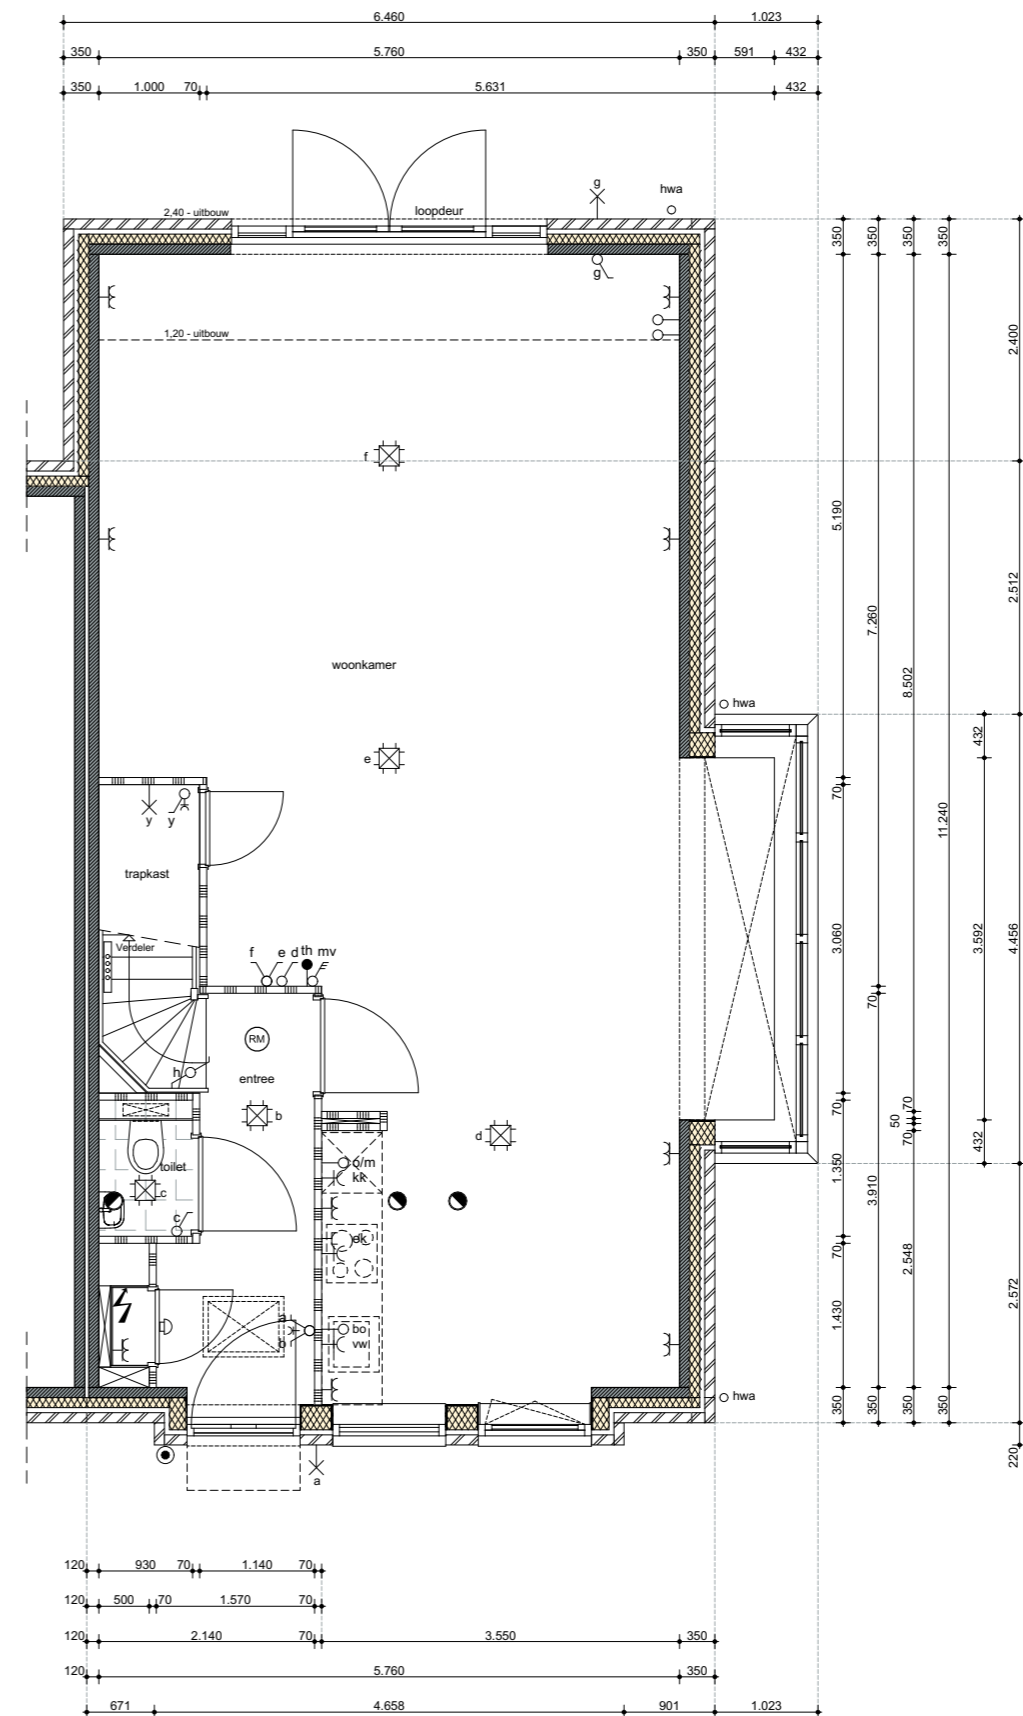 6.460 1.023
350 5.760 350 591 432
350 1.000 70 5.631 432
g hwa
2,40 - uitbouw loopdeur
350 350 350 350
g
2.400
1,20 - uitbouw
f
5.190
2.512
7.260
woonkamer
8.502
hwa
432
e
70
11.240
y y
trapkast
3.060 3.592 4.456
Verdeler
f e d th mv
70
RM
h
entree
b
70 70
50
d
70
432
toilet
o/m
kk
c
1.350
3.910
c
ek
70
2.548
2.572
a
b
bo
vw
1.430
hwa
350 350 350 350
220
a
120 930 70 1.140 70
120 500 70 1.570 70
120 2.140 70 3.550 350
120 5.760 350
671 4.658 901 1.023